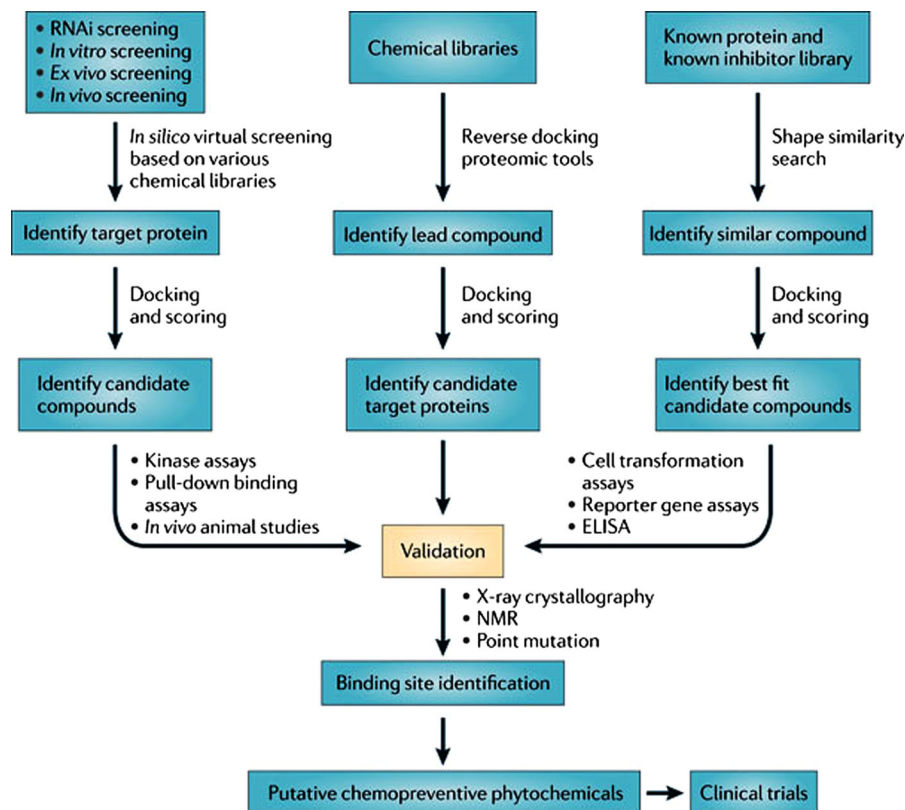 • RNAi screening
• In vitro screening
• Ex vivo screening
• In vivo screening
Chemical libraries
Known protein and
known inhibitor library
In silico virtual screening
based on various
chemical libraries
Reverse docking
proteomic tools
Shape similarity
search
Identify target protein
Identify lead compound
Identify similar compound
Docking
and scoring
Docking
and scoring
Docking
and scoring
Identify candidate
compounds
Identify candidate
target proteins
Identify best fit
candidate compounds
• Kinase assays
• Pull-down binding
assays
• In vivo animal studies
• Cell transformation
assays
• Reporter gene assays
• ELISA
Validation
• X-ray crystallography
• NMR
• Point mutation
Binding site identification
Putative chemopreventive phytochemicals
Clinical trials